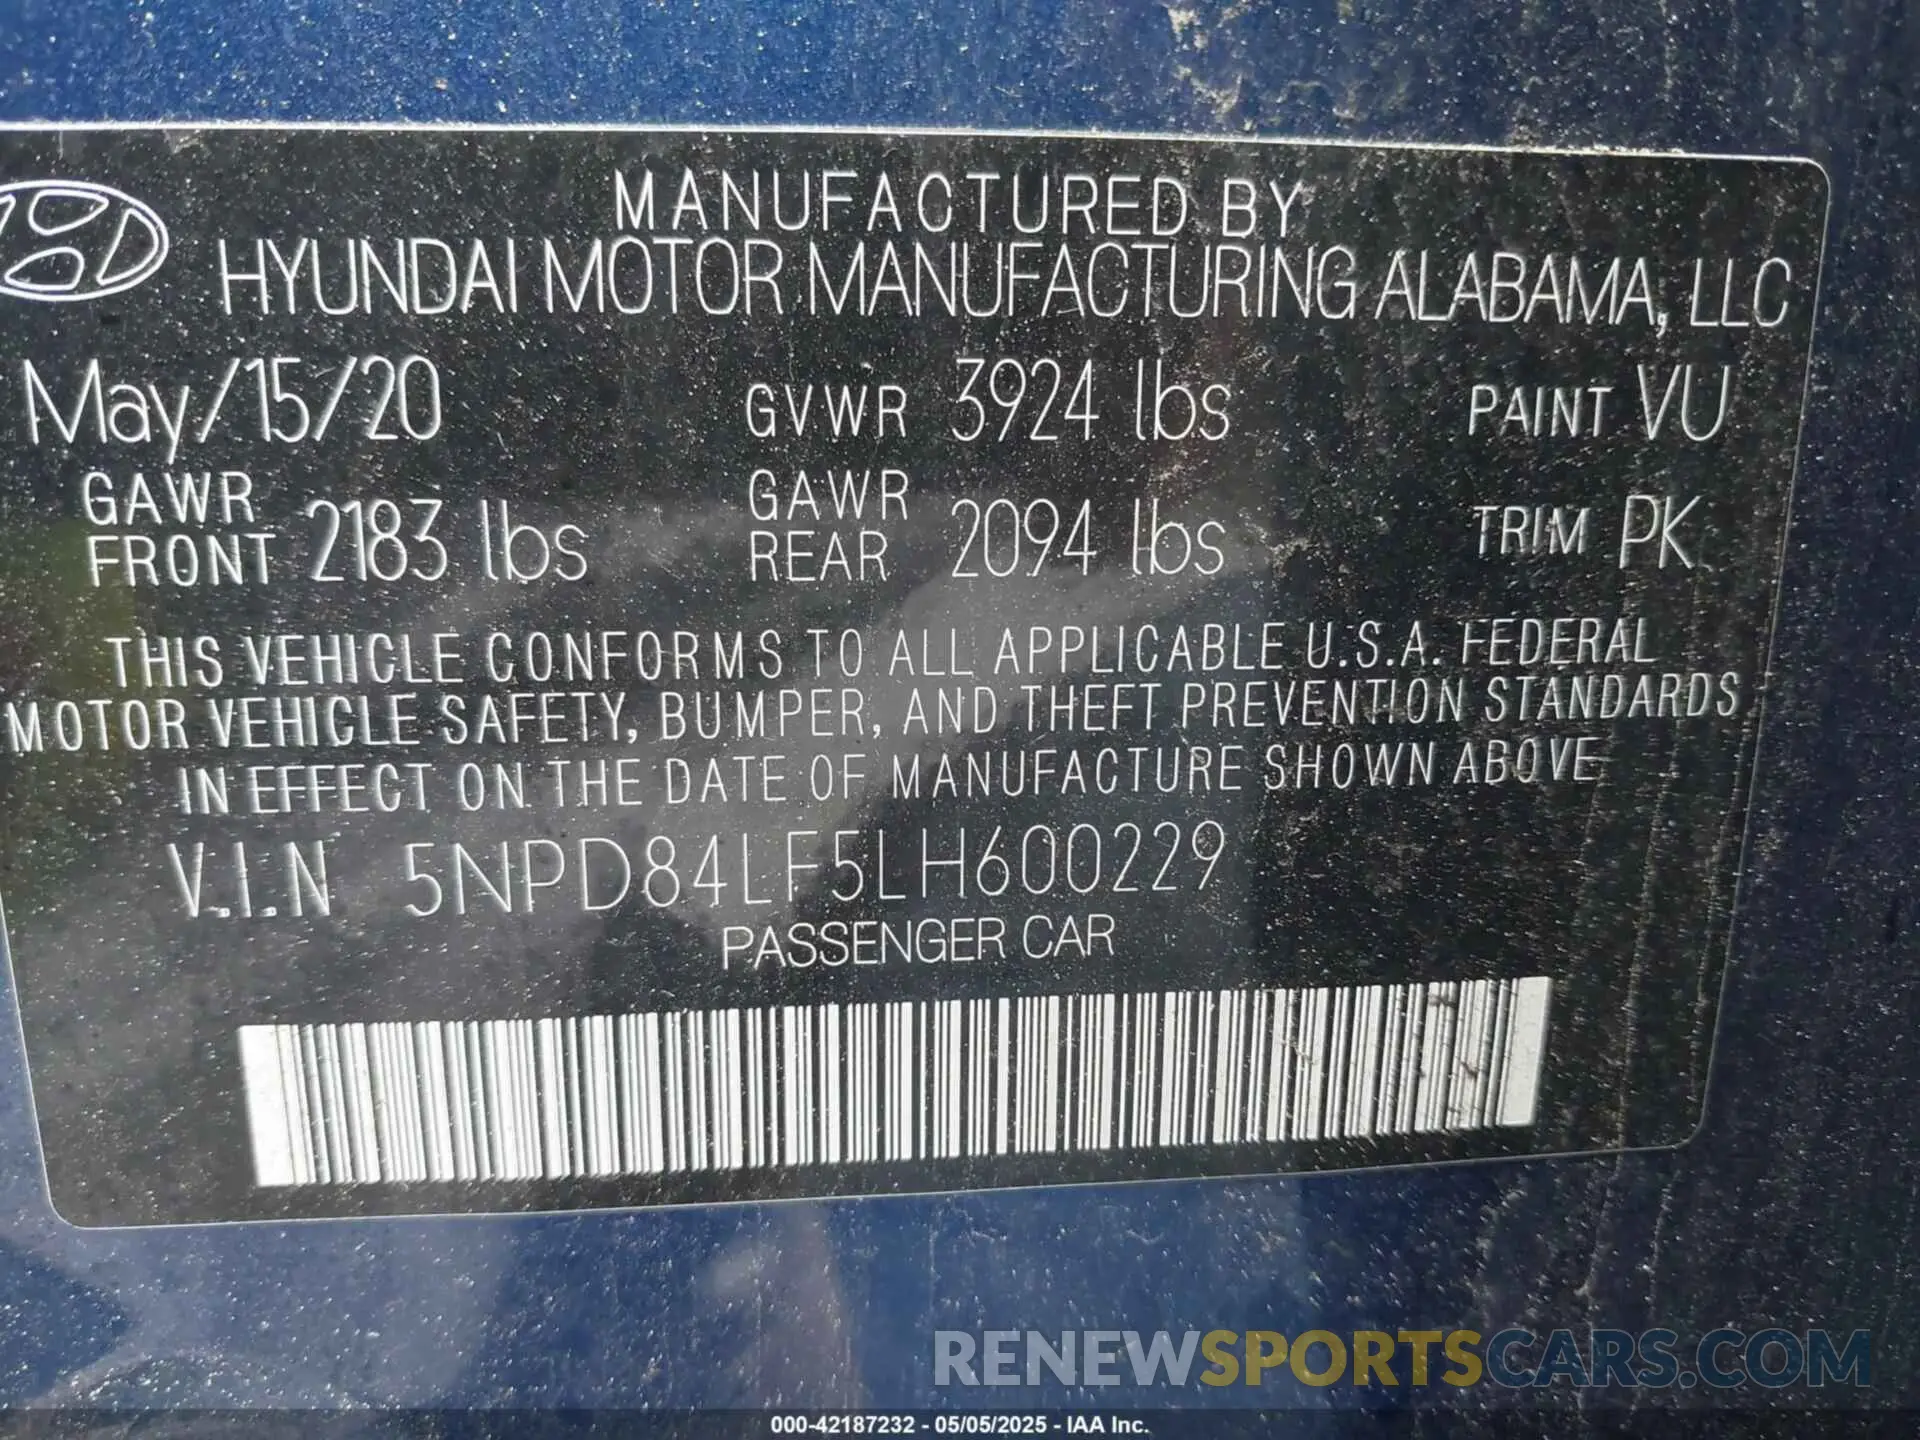 MANUFACTURED BY
HYUNDAI MOTOR MANUFACTURING ALABAMA, LLC
May/15/20 GVWR 3924 lbs PAINT VU
GAWR FRONT 2183 lbs GAWR REAR 2094 lbs TRIM PK
THIS VEHICLE CONFORMS TO ALL APPLICABLE U.S.A. FEDERAL
MOTOR VEHICLE SAFETY, BUMPER, AND THEFT PREVENTION STANDARDS
IN EFFECT ON THE DATE OF MANUFACTURE SHOWN ABOVE
V.I.N 5NPD84LF5LH600229
PASSENGER CAR
RENEWSPORTSCARS.COM
000-42187232 - 05/05/2025 - IAA Inc.